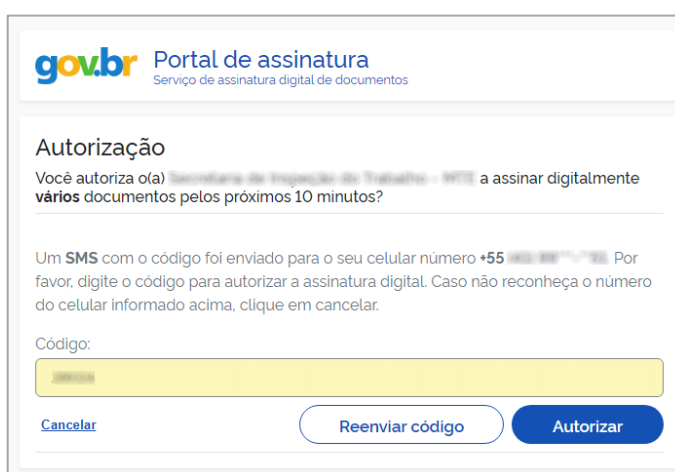 gov.br
Portal de assinatura
Serviço de assinatura digital de documentos
Autorização
Você autoriza o(a) a assinar digitalmente
vários documentos pelos próximos 10 minutos?
Um SMS com o código foi enviado para o seu celular número +55 Por
favor, digite o código para autorizar a assinatura digital. Caso não reconheça o número
do celular informado acima, clique em cancelar.
Código:
Cancelar
Reenviar código
Autorizar